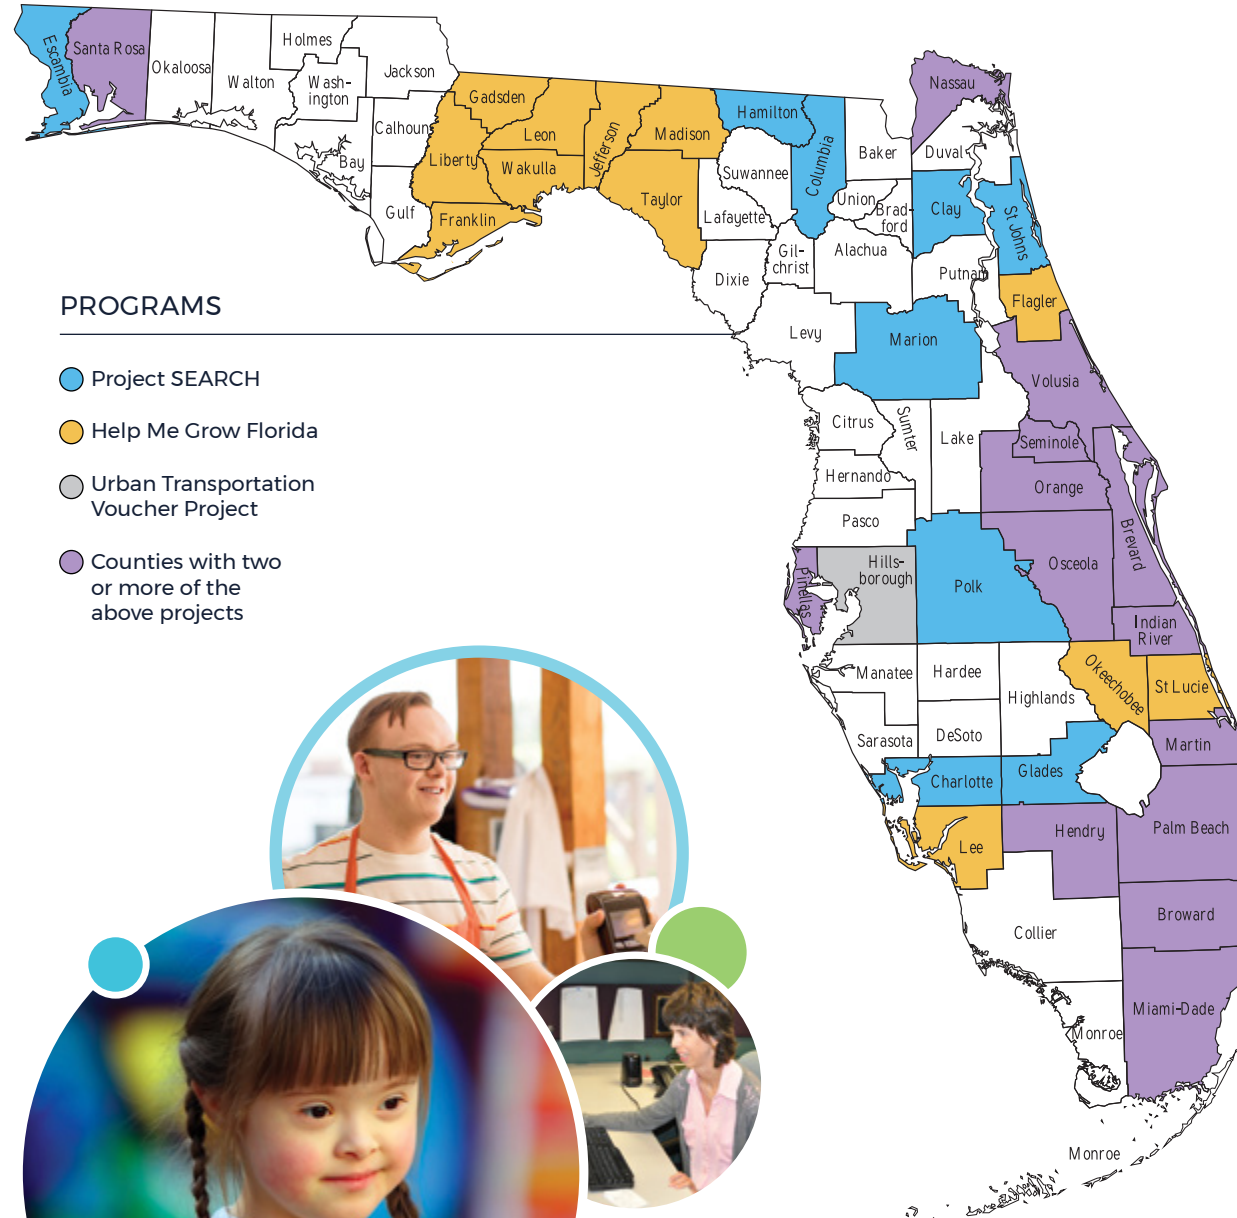 Escambia
Santa Rosa
Okaloosa
Walton
Holmes
Wash-
ington
Jackson
Bay
Calhoun
Gulf
Liberty
Gadsden
Franklin
Leon
Wakulla
Jefferson
Madison
Taylor
Hamilton
Suwannee
Lafayette
Columbia
Dixie
Gil-
christ
Baker
Union
Brad-
ford
Alachua
Nassau
Duval
Clay
St Johns
Putnam
Flagler
Levy
Marion
Volusia
Citrus
Sumter
Lake
Seminole
Hernando
Orange
Pasco
Brevard
Pinellas
Hills-
borough
Polk
Osceola
Indian
River
Manatee
Hardee
Highlands
Okeechobee
St Lucie
Sarasota
DeSoto
Martin
Charlotte
Glades
Lee
Hendry
Palm Beach
Collier
Broward
Monroe
Miami-Dade
Monroe
PROGRAMS
Project SEARCH
Help Me Grow Florida
Urban Transportation
Voucher Project
Counties with two
or more of the
above projects